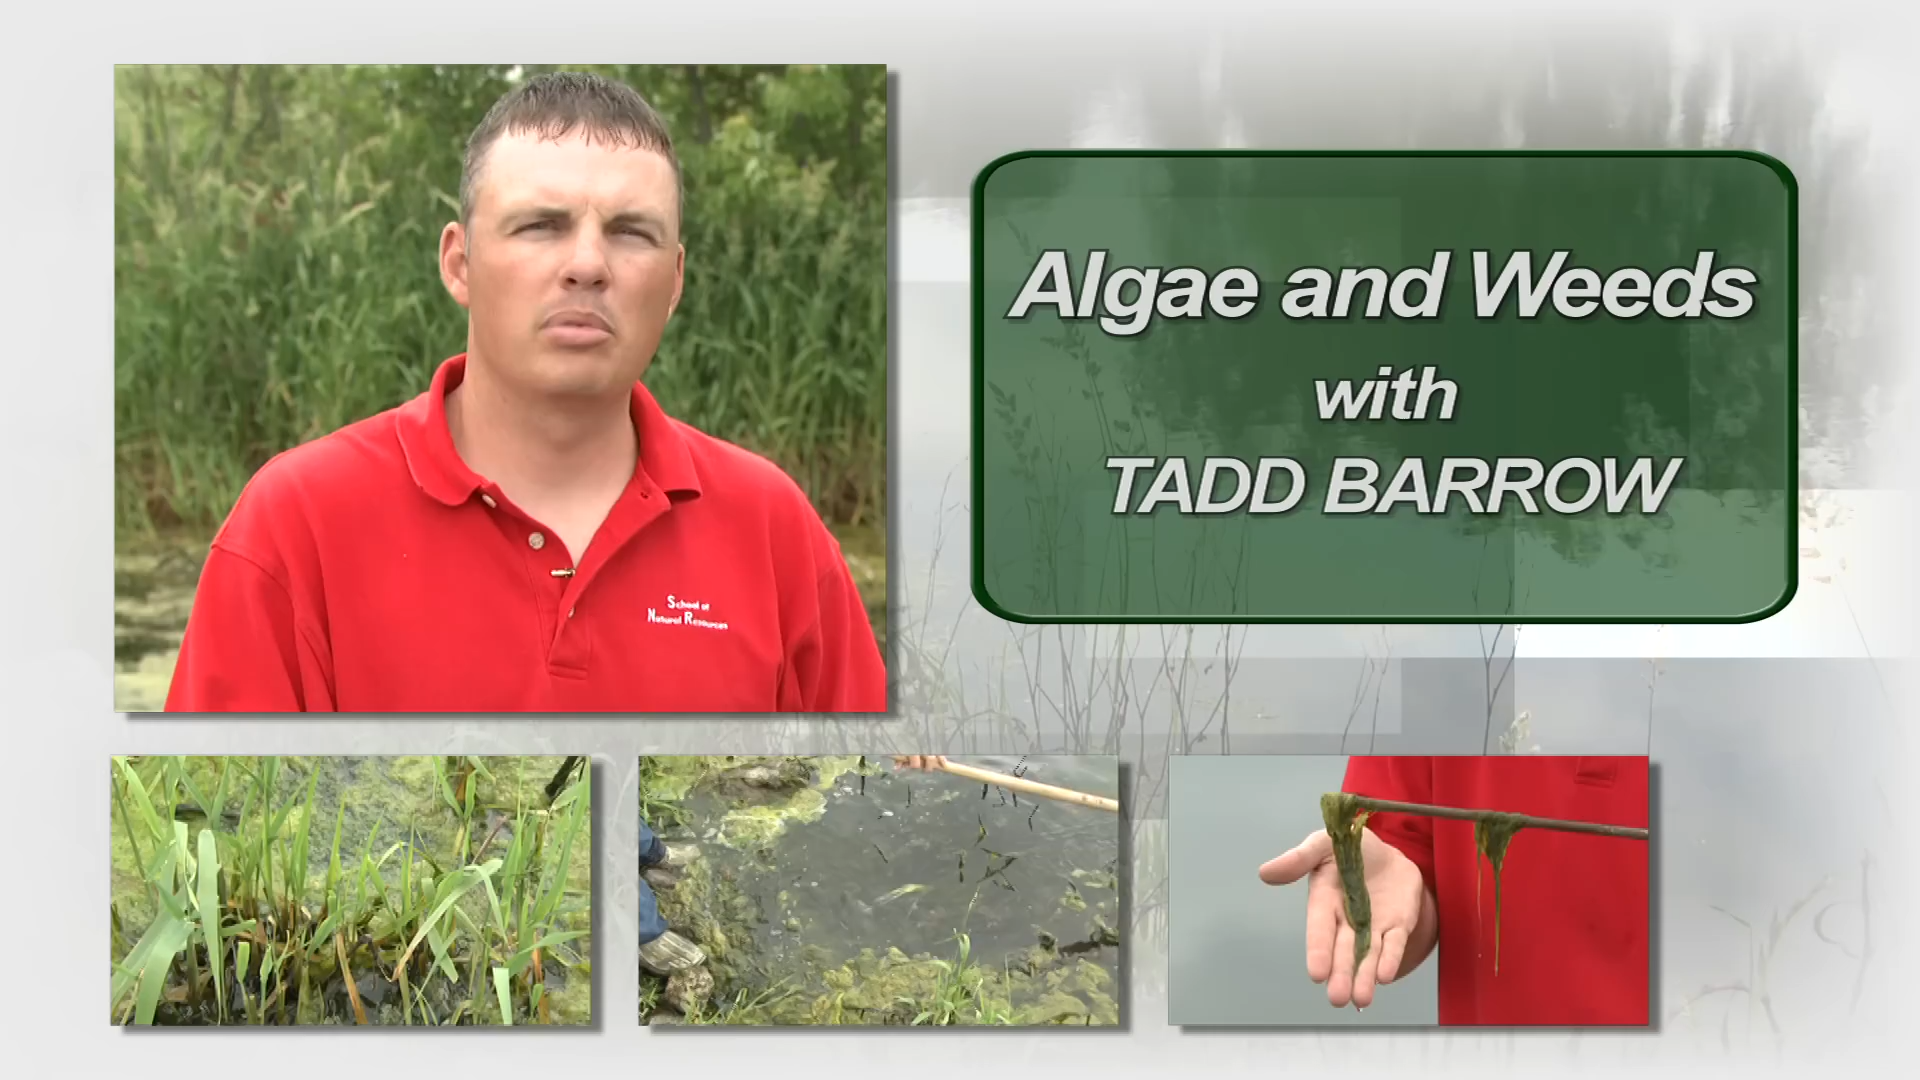 Algae and Weeds
with
TADD BARROW
School of
Natural Resources